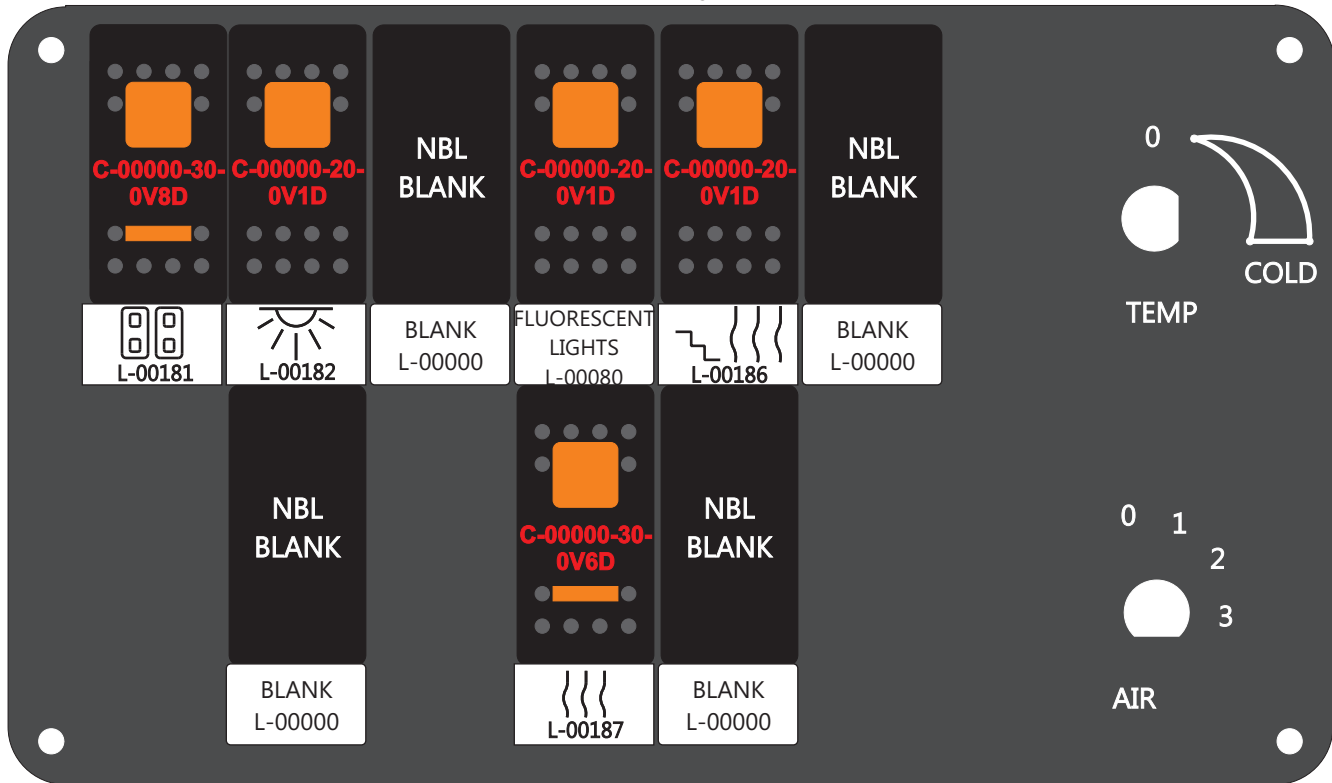 C-00000-30-
0V8D
C-00000-20-
0V1D
NBL
BLANK
C-00000-20-
0V1D
C-00000-20-
0V1D
NBL
BLANK
L-00181
L-00182
BLANK
L-00000
FLUORESCENT
LIGHTS
L-00080
L-00186
BLANK
L-00000
0
COLD
TEMP
NBL
BLANK
C-00000-30-
0V6D
NBL
BLANK
BLANK
L-00000
L-00187
BLANK
L-00000
0
1
2
3
AIR